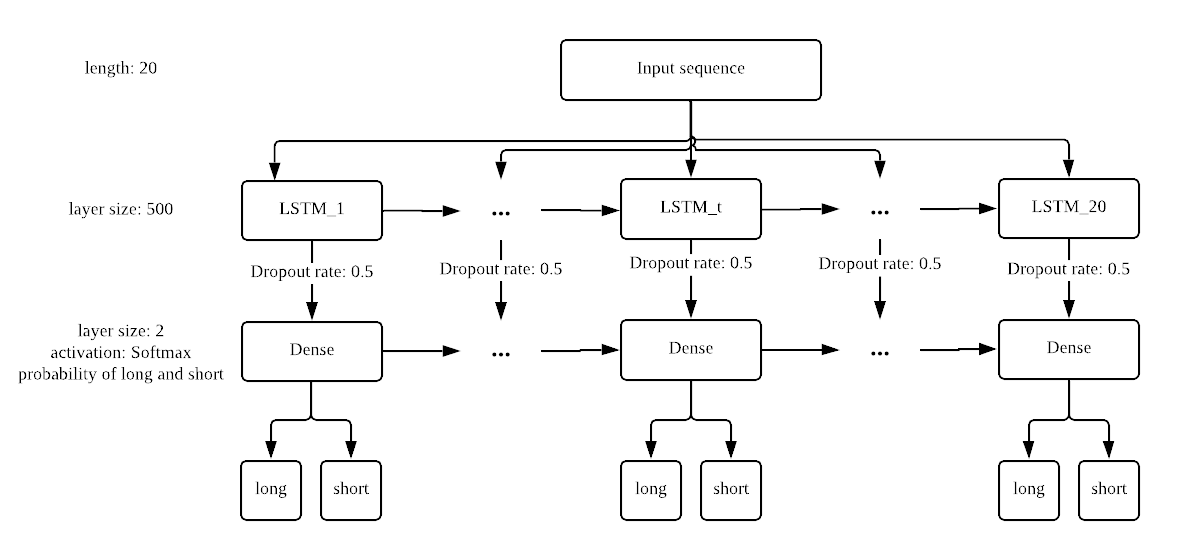 length: 20
Input sequence
layer size: 500
LSTM_1
...
LSTM_t
...
LSTM_20
Dropout rate: 0.5
Dropout rate: 0.5
Dropout rate: 0.5
Dropout rate: 0.5
Dropout rate: 0.5
layer size: 2
activation: Softmax
probability of long and short
Dense
...
Dense
...
Dense
long
short
long
short
long
short